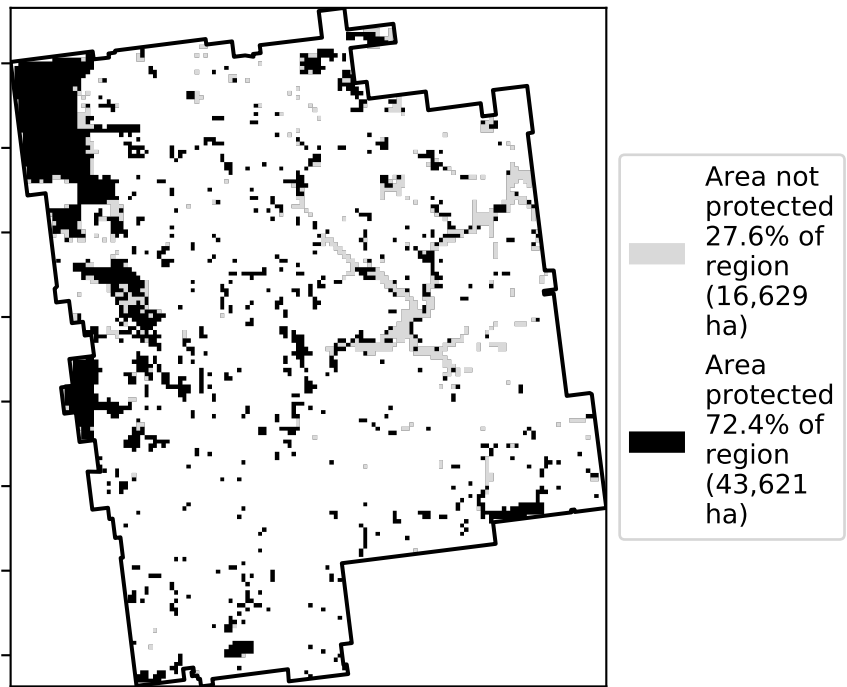 Area not
protected
27.6% of
region
(16,629
ha)
Area
protected
72.4% of
region
(43,621
ha)